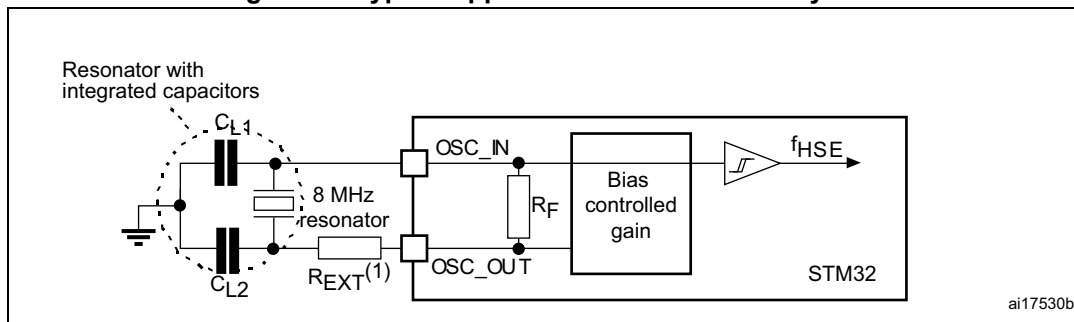 Resonator with
integrated capacitors
CL1
OSC_IN
fHSE
8 MHz
resonator
RF
Bias
controlled
gain
REXT(1)
OSC_OUT
CL2
STM32
ai17530b